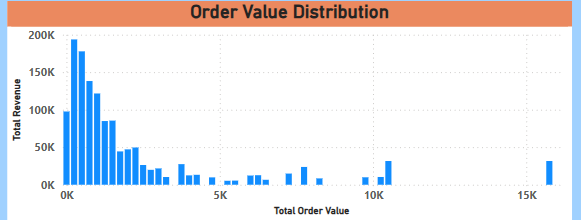 Order Value Distribution
200K
150K
100K
50K
0K
Total Revenue
0K 5K 10K 15K
Total Order Value